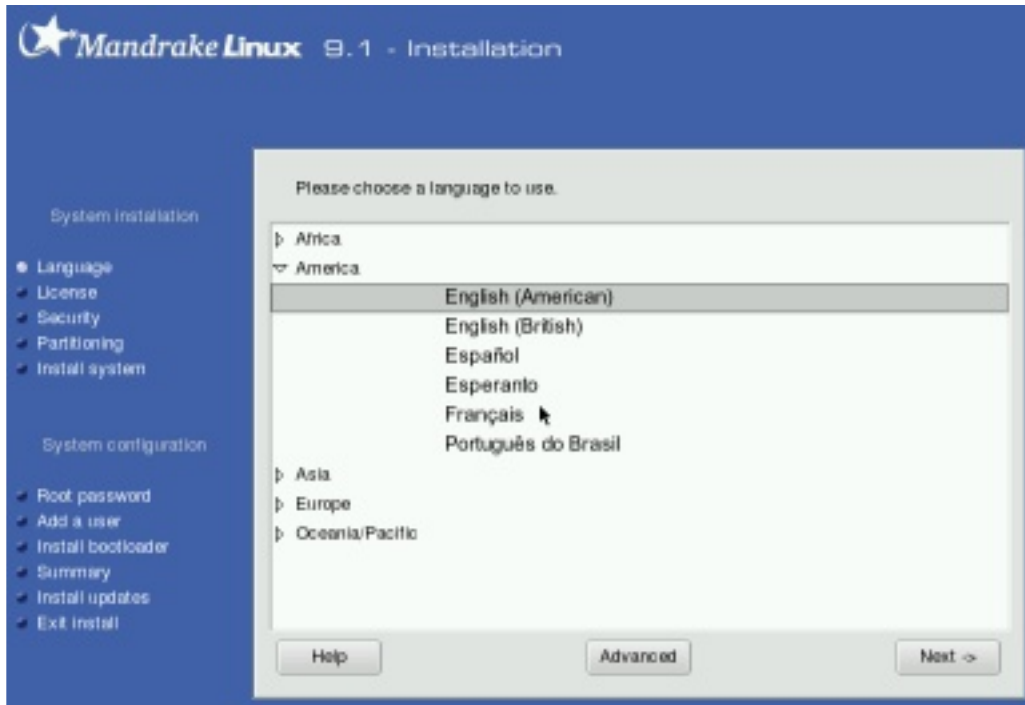 Mandrake Linux 9.1 - Installation
System installation
Language
License
Security
Partitioning
Install system
System configuration
Root password
Add a user
Install bootloader
Summary
Install updates
Exit install
Please choose a language to use.
Africa
America
English (American)
English (British)
Español
Esperanto
Français
Português do Brasil
Asia
Europe
Oceania/Pacific
Help
Advanced
Next ->